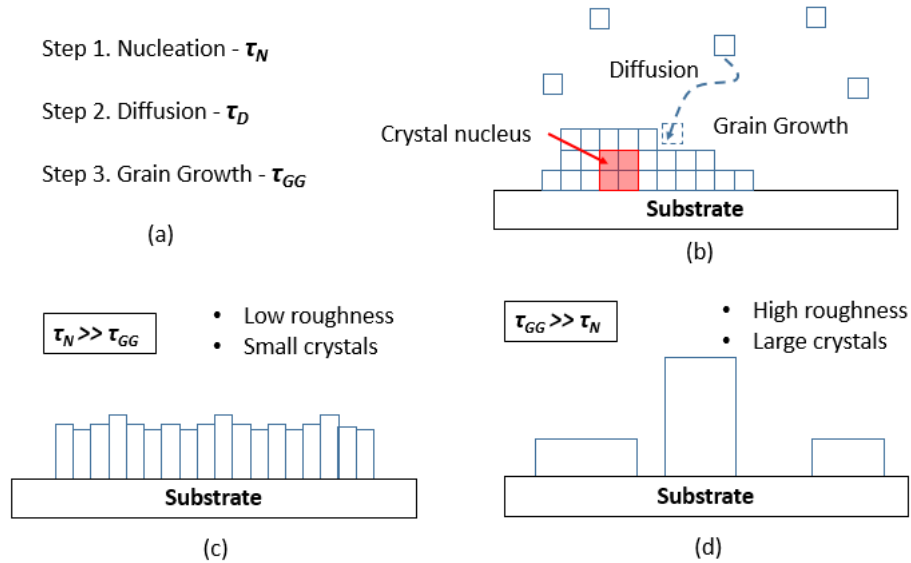 Step 1. Nucleation - τN
Step 2. Diffusion - τD
Step 3. Grain Growth - τGG
(a)
Diffusion
Grain Growth
Crystal nucleus
Substrate
(b)
τN >> τGG
• Low roughness
• Small crystals
Substrate
(c)
τGG >> τN
• High roughness
• Large crystals
Substrate
(d)